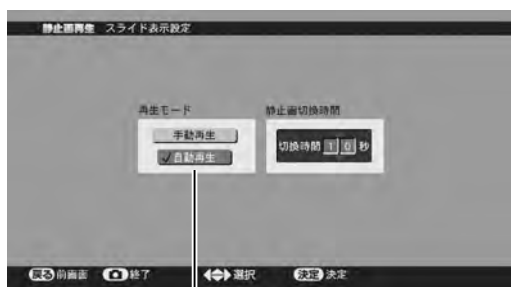 静止画再生 スライド表示設定
再生モード
手動再生
自動再生
静止画切換時間
切換時間 1 0 秒
戻る 前画面 終了 選択 決定 決定